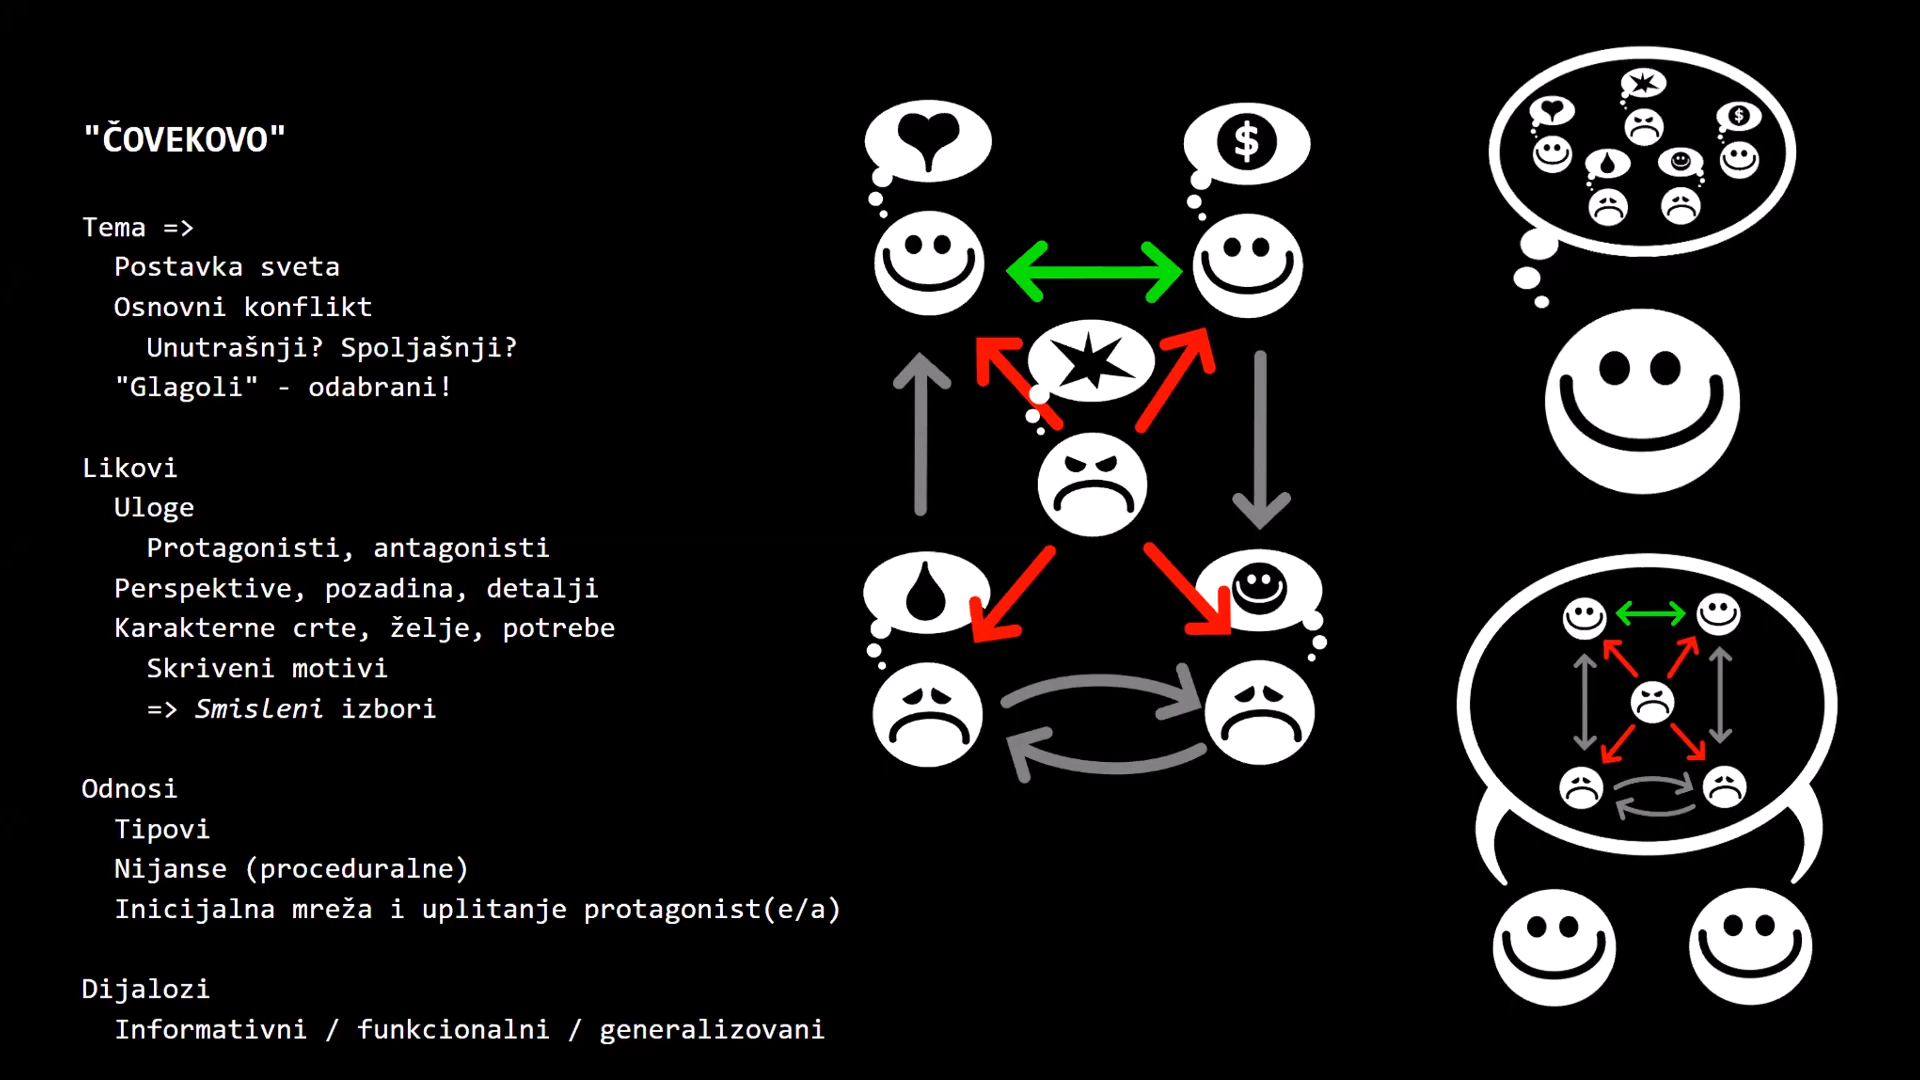 "ČOVEKOVO"
Tema =>
Postavka sveta
Osnovni konflikt
Unutrašnji? Spoljašnji?
"Glagoli" - odabrani!
Likovi
Uloge
Protagonisti, antagonisti
Perspektive, pozadina, detalji
Karakterne crte, želje, potrebe
Skriveni motivi
=> Smisleni izbori
Odnosi
Tipovi
Nijanse (proceduralne)
Inicijalna mreža i uplitanje protagonist(e/a)
Dijalozi
Informativni / funkcionalni / generalizovani
$
$